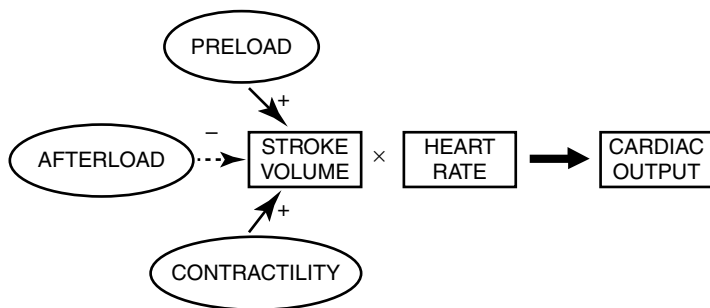 PRELOAD
+
–
AFTERLOAD
STROKE
VOLUME
×
HEART
RATE
CARDIAC
OUTPUT
+
CONTRACTILITY